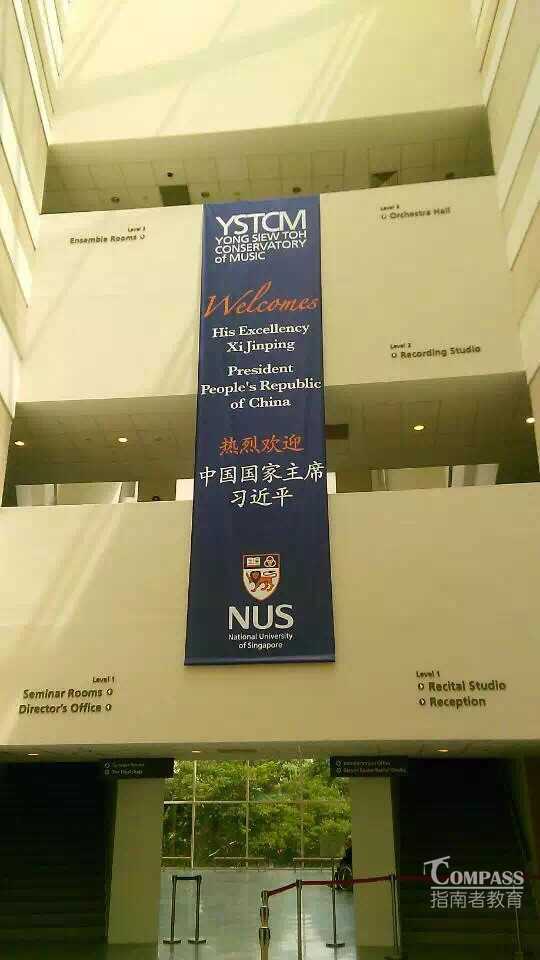 YSTCM
YONG SIEW TOH
CONSERVATORY
of MUSIC
Welcomes
His Excellency
Xi Jinping
President
People's Republic
of China
热烈欢迎
中国国家主席
习近平
NUS
National University
of Singapore
Level 3
Ensemble Rooms
Level 3
Orchestra Hall
Level 2
Recording Studio
Level 1
Seminar Rooms
Director's Office
Level 1
Recital Studio
Reception
COMPASS
指南者教育